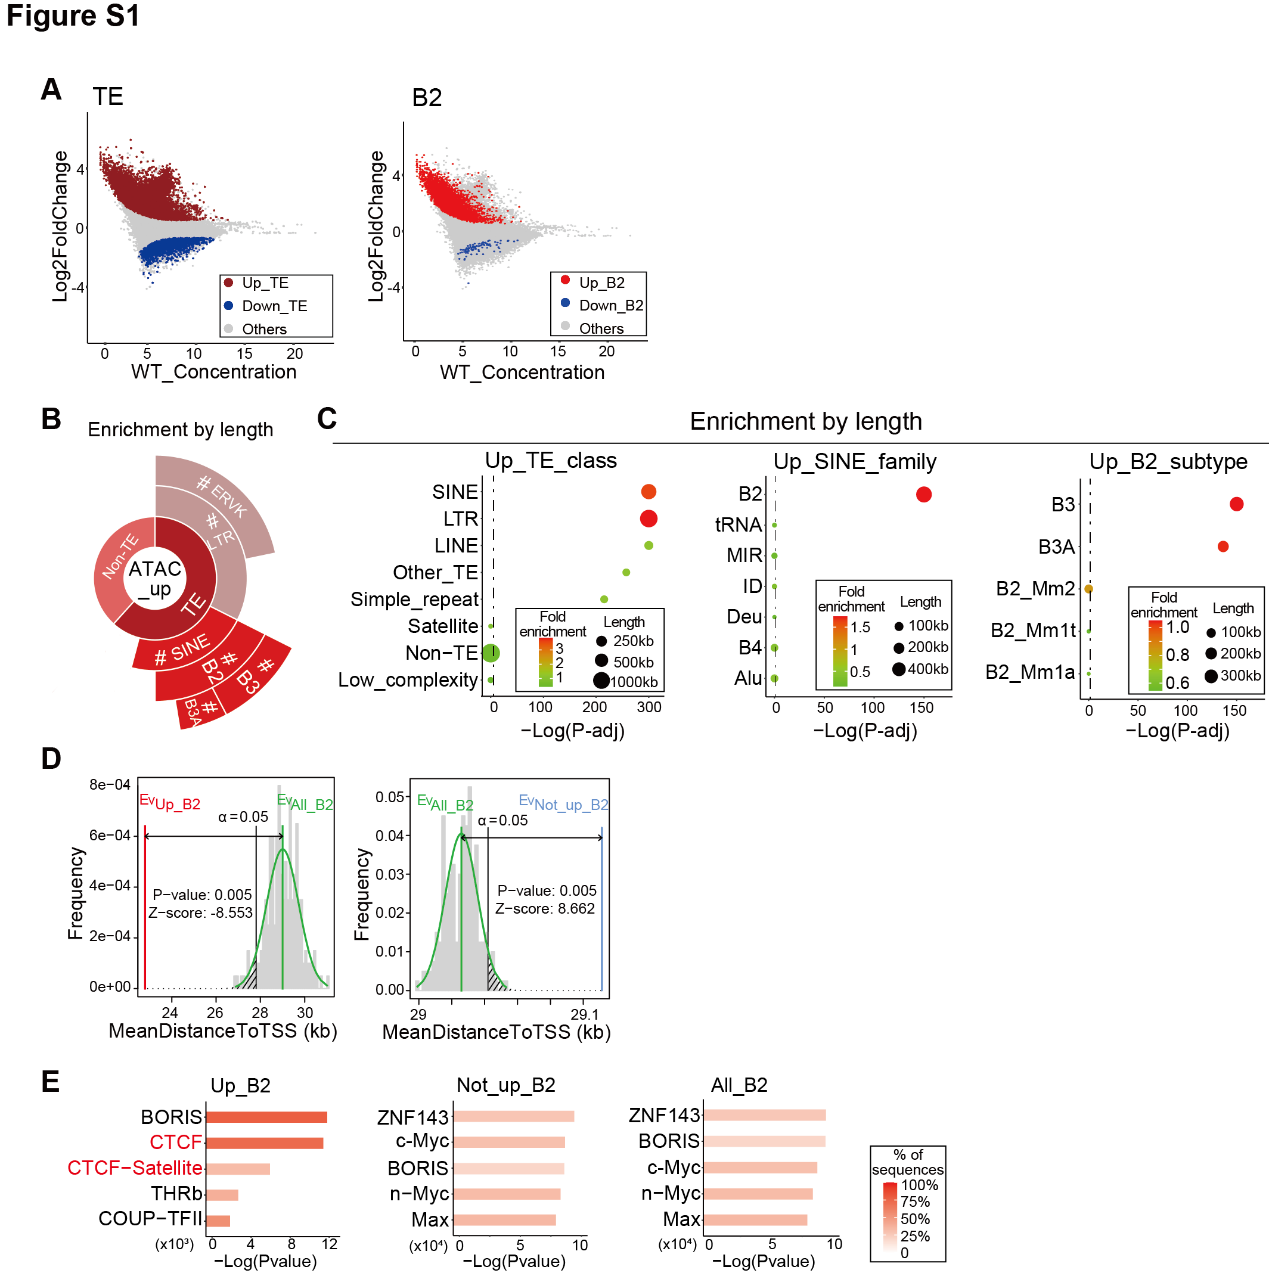 Figure S1
A
TE
B2
Log2FoldChange
4
0
-4
Up_TE
Down_TE
Others
0 5 10 15 20
WT_Concentration
Log2FoldChange
4
0
-4
Up_B2
Down_B2
Others
0 5 10 15 20
WT_Concentration
B
Enrichment by length
# ERVK
# LTR
Non-TE
ATAC
_up
TE
# SINE
# B2
# B3
# B3A
C
Enrichment by length
Up_TE_class
SINE
LTR
LINE
Other_TE
Simple_repeat
Satellite
Non−TE
Low_complexity
Fold
enrichment
3
2
1
Length
250kb
500kb
1000kb
0 100 200 300
−Log(P-adj)
Up_SINE_family
B2
tRNA
MIR
ID
Deu
B4
Alu
Fold
enrichment
1.5
1
0.5
Length
100kb
200kb
400kb
0 50 100 150
−Log(P-adj)
Up_B2_subtype
B3
B3A
B2_Mm2
B2_Mm1t
B2_Mm1a
Fold
enrichment
1.0
0.8
0.6
Length
100kb
200kb
300kb
0 50 100 150
−Log(P-adj)
D
Frequency
8e−04
6e−04
4e−04
2e−04
0e+00
EvUp_B2
EvAll_B2
α=0.05
P−value: 0.005
Z−score: -8.553
24 26 28 30
MeanDistanceToTSS (kb)
Frequency
0.05
0.04
0.03
0.02
0.01
0.00
EvAll_B2
EvNot_up_B2
α=0.05
P−value: 0.005
Z−score: 8.662
29 29.1
MeanDistanceToTSS (kb)
E
Up_B2
BORIS
CTCF
CTCF−Satellite
THRb
COUP−TFII
(x10³) 0 4 8 12
−Log(Pvalue)
Not_up_B2
ZNF143
c-Myc
BORIS
n−Myc
Max
(x10⁴) 0 5 10
−Log(Pvalue)
All_B2
ZNF143
BORIS
c−Myc
n−Myc
Max
(x10⁴) 0 5 10
−Log(Pvalue)
% of
sequences
100%
75%
50%
25%
0